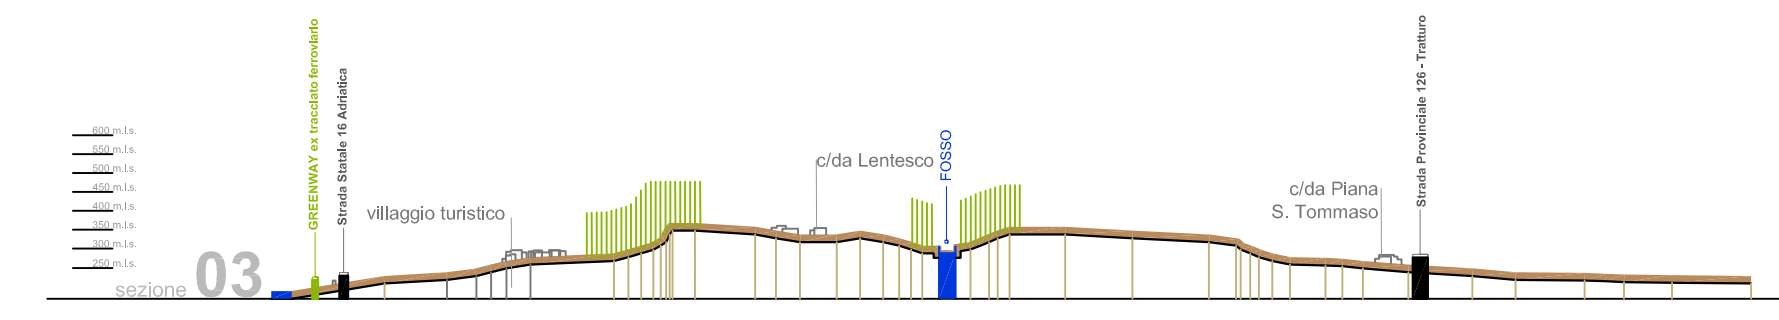 600 m.l.s.
550 m.l.s.
500 m.l.s.
450 m.l.s.
400 m.l.s.
350 m.l.s.
300 m.l.s.
250 m.l.s.
sezione 03
GREENWAY ex tracciato ferroviario
Strada Statale 16 Adriatica
villaggio turistico
c/da Lentesco
FOSSO
c/da Piana
S. Tommaso
Strada Provinciale 126 - Tratturo